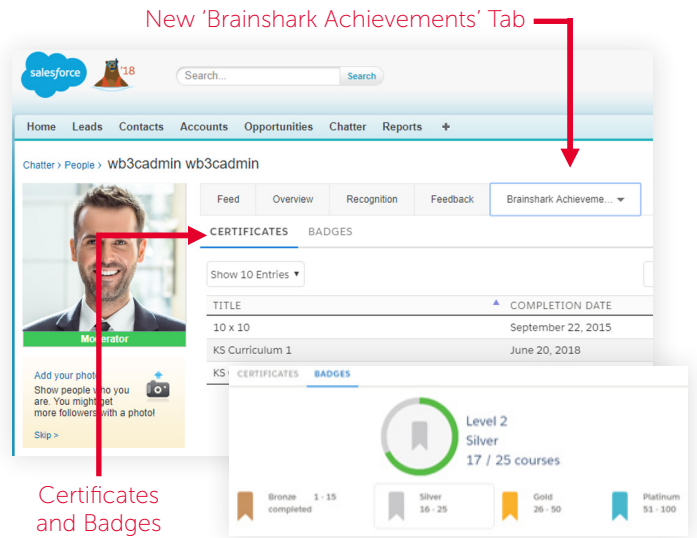 New 'Brainshark Achievements' Tab
salesforce
'18
Search...
Search
Home Leads Contacts Accounts Opportunities Chatter Reports +
Chatter > People > wb3cadmin wb3cadmin
Feed Overview Recognition Feedback Brainshark Achieveme...
CERTIFICATES BADGES
Show 10 Entries
TITLE COMPLETION DATE
10 x 10 September 22, 2015
KS Curriculum 1 June 20, 2018
KS
Moderator
Add your photo
Show people who you
are. You might get
more followers with a photo!
Skip >
CERTIFICATES BADGES
Level 2
Silver
17 / 25 courses
Bronze 1 - 15
completed
Silver
16 - 25
Gold
26 - 50
Platinum
51 - 100
Certificates
and Badges